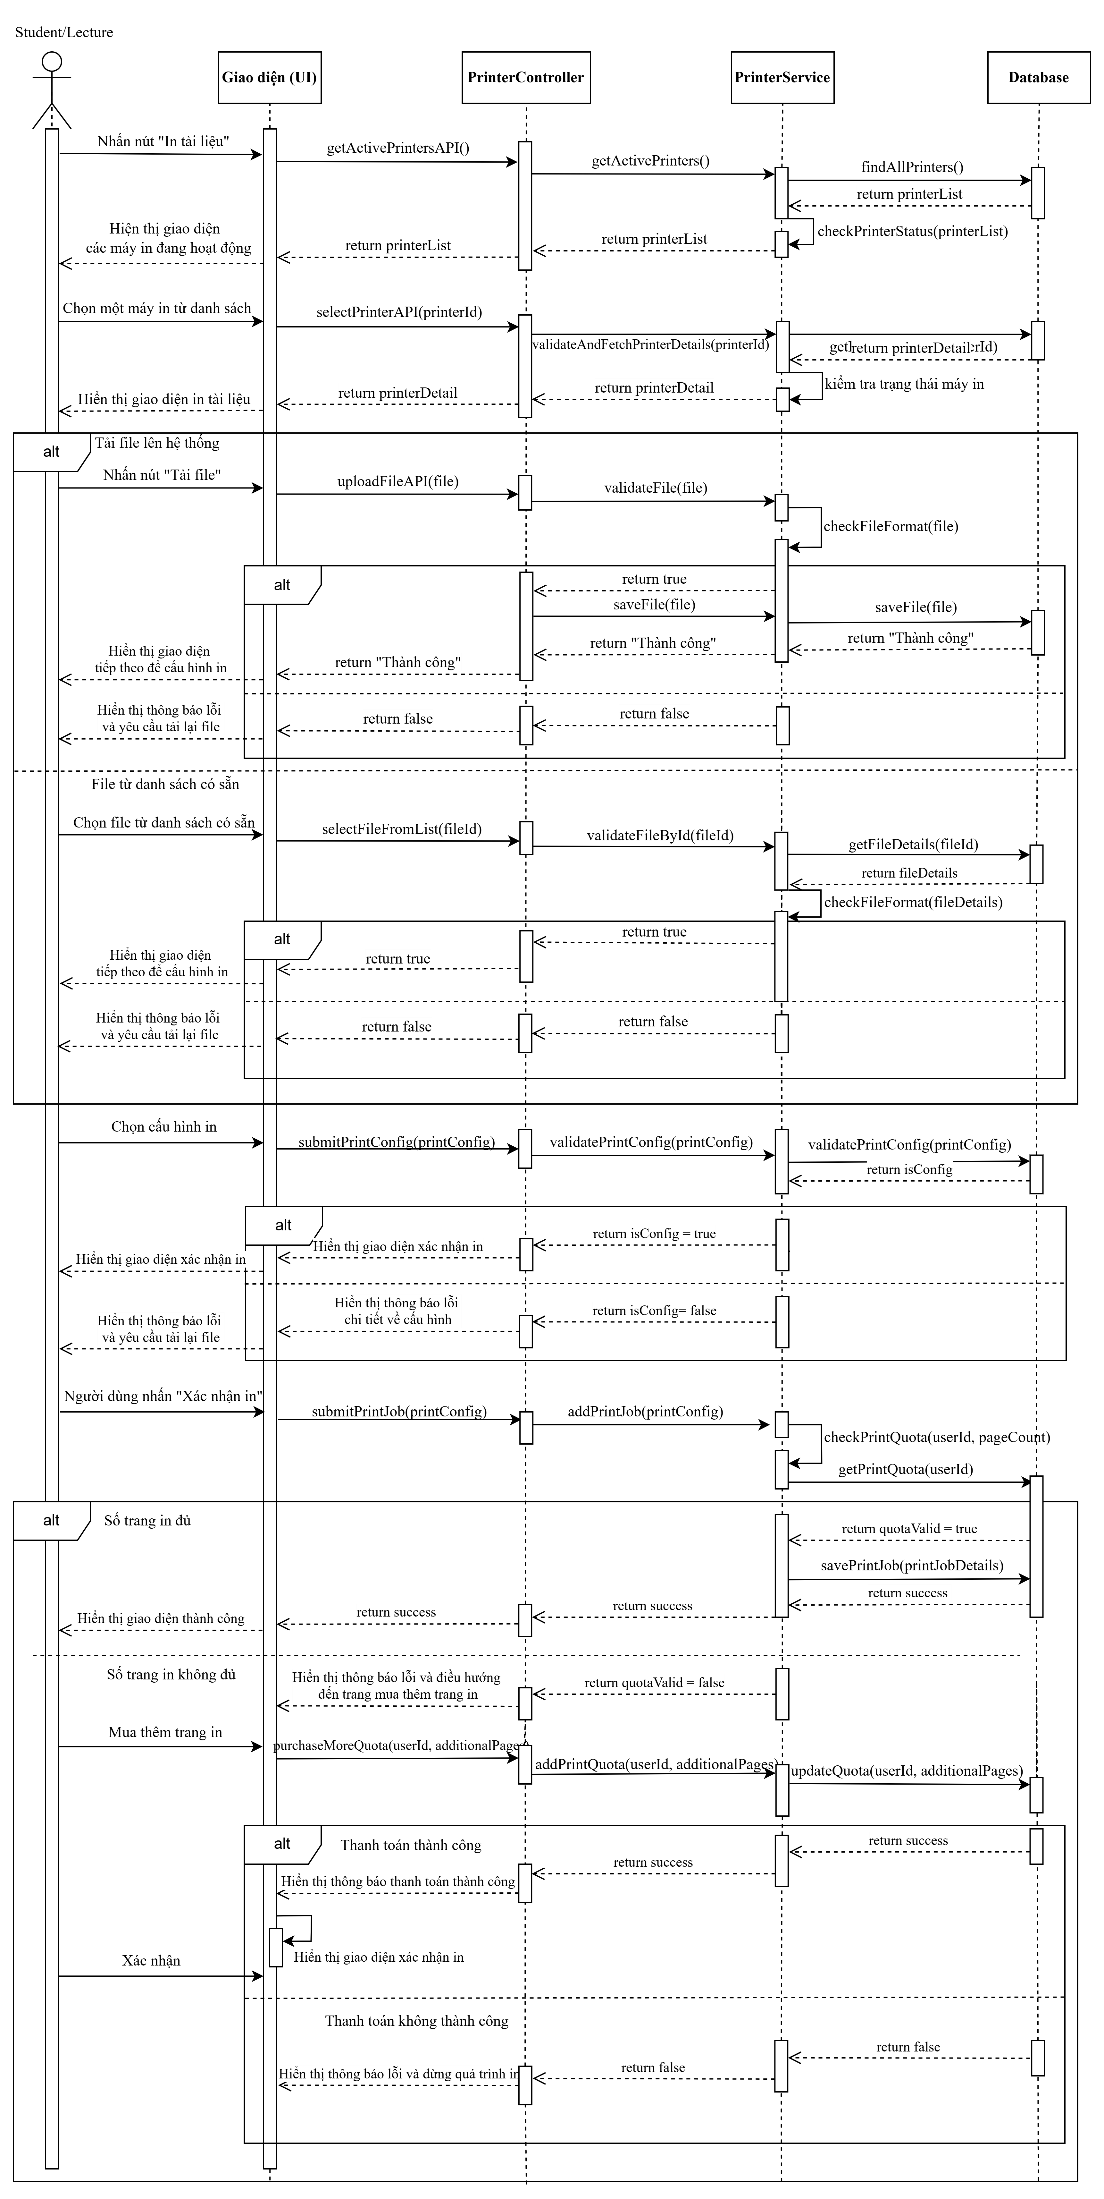 Student/Lecture
Giao diện (UI)
PrinterController
PrinterService
Database
Nhấn nút "In tài liệu"
getActivePrintersAPI()
getActivePrinters()
findAllPrinters()
return printerList
checkPrinterStatus(printerList)
return printerList
return printerList
Hiện thị giao diện
các máy in đang hoạt động
Chọn một máy in từ danh sách
selectPrinterAPI(printerId)
validateAndFetchPrinterDetails(printerId)
return printerDetail
kiểm tra trạng thái máy in
return printerDetail
return printerDetail
Hiển thị giao diện in tài liệu
alt
Tải file lên hệ thống
Nhấn nút "Tải file"
uploadFileAPI(file)
validateFile(file)
checkFileFormat(file)
alt
return true
saveFile(file)
saveFile(file)
return "Thành công"
return "Thành công"
return "Thành công"
Hiển thị giao diện
tiếp theo để cấu hình in
return false
return false
Hiển thị thông báo lỗi
và yêu cầu tải lại file
File từ danh sách có sẵn
Chọn file từ danh sách có sẵn
selectFileFromList(fileId)
validateFileById(fileId)
getFileDetails(fileId)
return fileDetails
checkFileFormat(fileDetails)
alt
return true
return true
Hiển thị giao diện
tiếp theo để cấu hình in
return false
return false
Hiển thị thông báo lỗi
và yêu cầu tải lại file
Chọn cấu hình in
submitPrintConfig(printConfig)
validatePrintConfig(printConfig)
validatePrintConfig(printConfig)
return isConfig
alt
return isConfig = true
Hiển thị giao diện xác nhận in
Hiển thị giao diện xác nhận in
return isConfig= false
Hiển thị thông báo lỗi
chi tiết về cấu hình
Hiển thị thông báo lỗi
và yêu cầu tải lại file
Người dùng nhấn "Xác nhận in"
submitPrintJob(printConfig)
addPrintJob(printConfig)
checkPrintQuota(userId, pageCount)
getPrintQuota(userId)
alt
Số trang in đủ
return quotaValid = true
savePrintJob(printJobDetails)
return success
return success
return success
Hiển thị giao diện thành công
Số trang in không đủ
return quotaValid = false
Hiển thị thông báo lỗi và điều hướng
đến trang mua thêm trang in
Mua thêm trang in
purchaseMoreQuota(userId, additionalPages)
addPrintQuota(userId, additionalPages)
updateQuota(userId, additionalPages)
alt
Thanh toán thành công
return success
return success
Hiển thị thông báo thanh toán thành công
Hiển thị giao diện xác nhận in
Xác nhận
Thanh toán không thành công
return false
return false
Hiển thị thông báo lỗi và dừng quá trình in